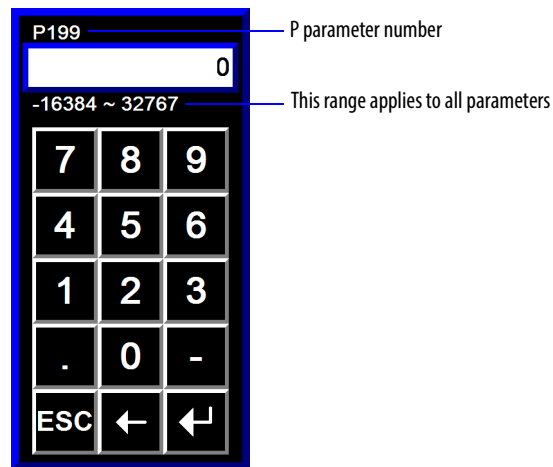 P199
P parameter number
0
-16384 ~ 32767
This range applies to all parameters
7 8 9
4 5 6
1 2 3
. 0 -
ESC ← ↵